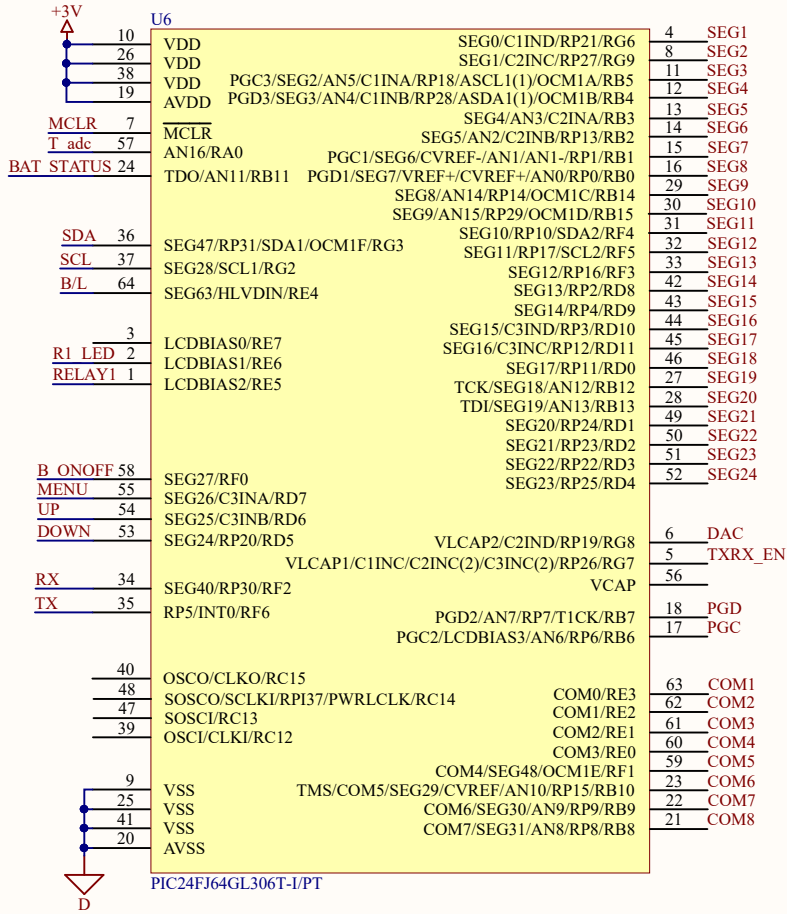 +3V
U6
10 VDD
26 VDD
38 VDD
19 AVDD
MCLR 7 MCLR
T_adc 57 AN16/RA0
BAT_STATUS 24 TDO/AN11/RB11
SDA 36 SEG47/RP31/SDA1/OCM1F/RG3
SCL 37 SEG28/SCL1/RG2
B/L 64 SEG63/HLVDIN/RE4
3 LCDBIAS0/RE7
R1_LED 2 LCDBIAS1/RE6
RELAY1 1 LCDBIAS2/RE5
B_ONOFF 58 SEG27/RF0
MENU 55 SEG26/C3INA/RD7
UP 54 SEG25/C3INB/RD6
DOWN 53 SEG24/RP20/RD5
RX 34 SEG40/RP30/RF2
TX 35 RP5/INT0/RF6
40 OSCO/CLKO/RC15
48 SOSCO/SCLKI/RPI37/PWRLCLK/RC14
47 SOSCI/RC13
39 OSCI/CLKI/RC12
9 VSS
25 VSS
41 VSS
20 AVSS
D
SEG0/C1IND/RP21/RG6 4 SEG1
SEG1/C2INC/RP27/RG9 8 SEG2
PGC3/SEG2/AN5/C1INA/RP18/ASCL1(1)/OCM1A/RB5 11 SEG3
PGD3/SEG3/AN4/C1INB/RP28/ASDA1(1)/OCM1B/RB4 12 SEG4
SEG4/AN3/C2INA/RB3 13 SEG5
SEG5/AN2/C2INB/RP13/RB2 14 SEG6
PGC1/SEG6/CVREF-/AN1/AN1-/RP1/RB1 15 SEG7
PGD1/SEG7/VREF+/CVREF+/AN0/RP0/RB0 16 SEG8
SEG8/AN14/RP14/OCM1C/RB14 29 SEG9
SEG9/AN15/RP29/OCM1D/RB15 30 SEG10
SEG10/RP10/SDA2/RF4 31 SEG11
SEG11/RP17/SCL2/RF5 32 SEG12
SEG12/RP16/RF3 33 SEG13
SEG13/RP2/RD8 42 SEG14
SEG14/RP4/RD9 43 SEG15
SEG15/C3IND/RP3/RD10 44 SEG16
SEG16/C3INC/RP12/RD11 45 SEG17
SEG17/RP11/RD0 46 SEG18
TCK/SEG18/AN12/RB12 27 SEG19
TDI/SEG19/AN13/RB13 28 SEG20
SEG20/RP24/RD1 49 SEG21
SEG21/RP23/RD2 50 SEG22
SEG22/RP22/RD3 51 SEG23
SEG23/RP25/RD4 52 SEG24
VLCAP2/C2IND/RP19/RG8 6 DAC
VLCAP1/C1INC/C2INC(2)/C3INC(2)/RP26/RG7 5 TXRX_EN
VCAP 56
PGD2/AN7/RP7/T1CK/RB7 18 PGD
PGC2/LCDBIAS3/AN6/RP6/RB6 17 PGC
COM0/RE3 63 COM1
COM1/RE2 62 COM2
COM2/RE1 61 COM3
COM3/RE0 60 COM4
COM4/SEG48/OCM1E/RF1 59 COM5
TMS/COM5/SEG29/CVREF/AN10/RP15/RB10 23 COM6
COM6/SEG30/AN9/RP9/RB9 22 COM7
COM7/SEG31/AN8/RP8/RB8 21 COM8
PIC24FJ64GL306T-I/PT